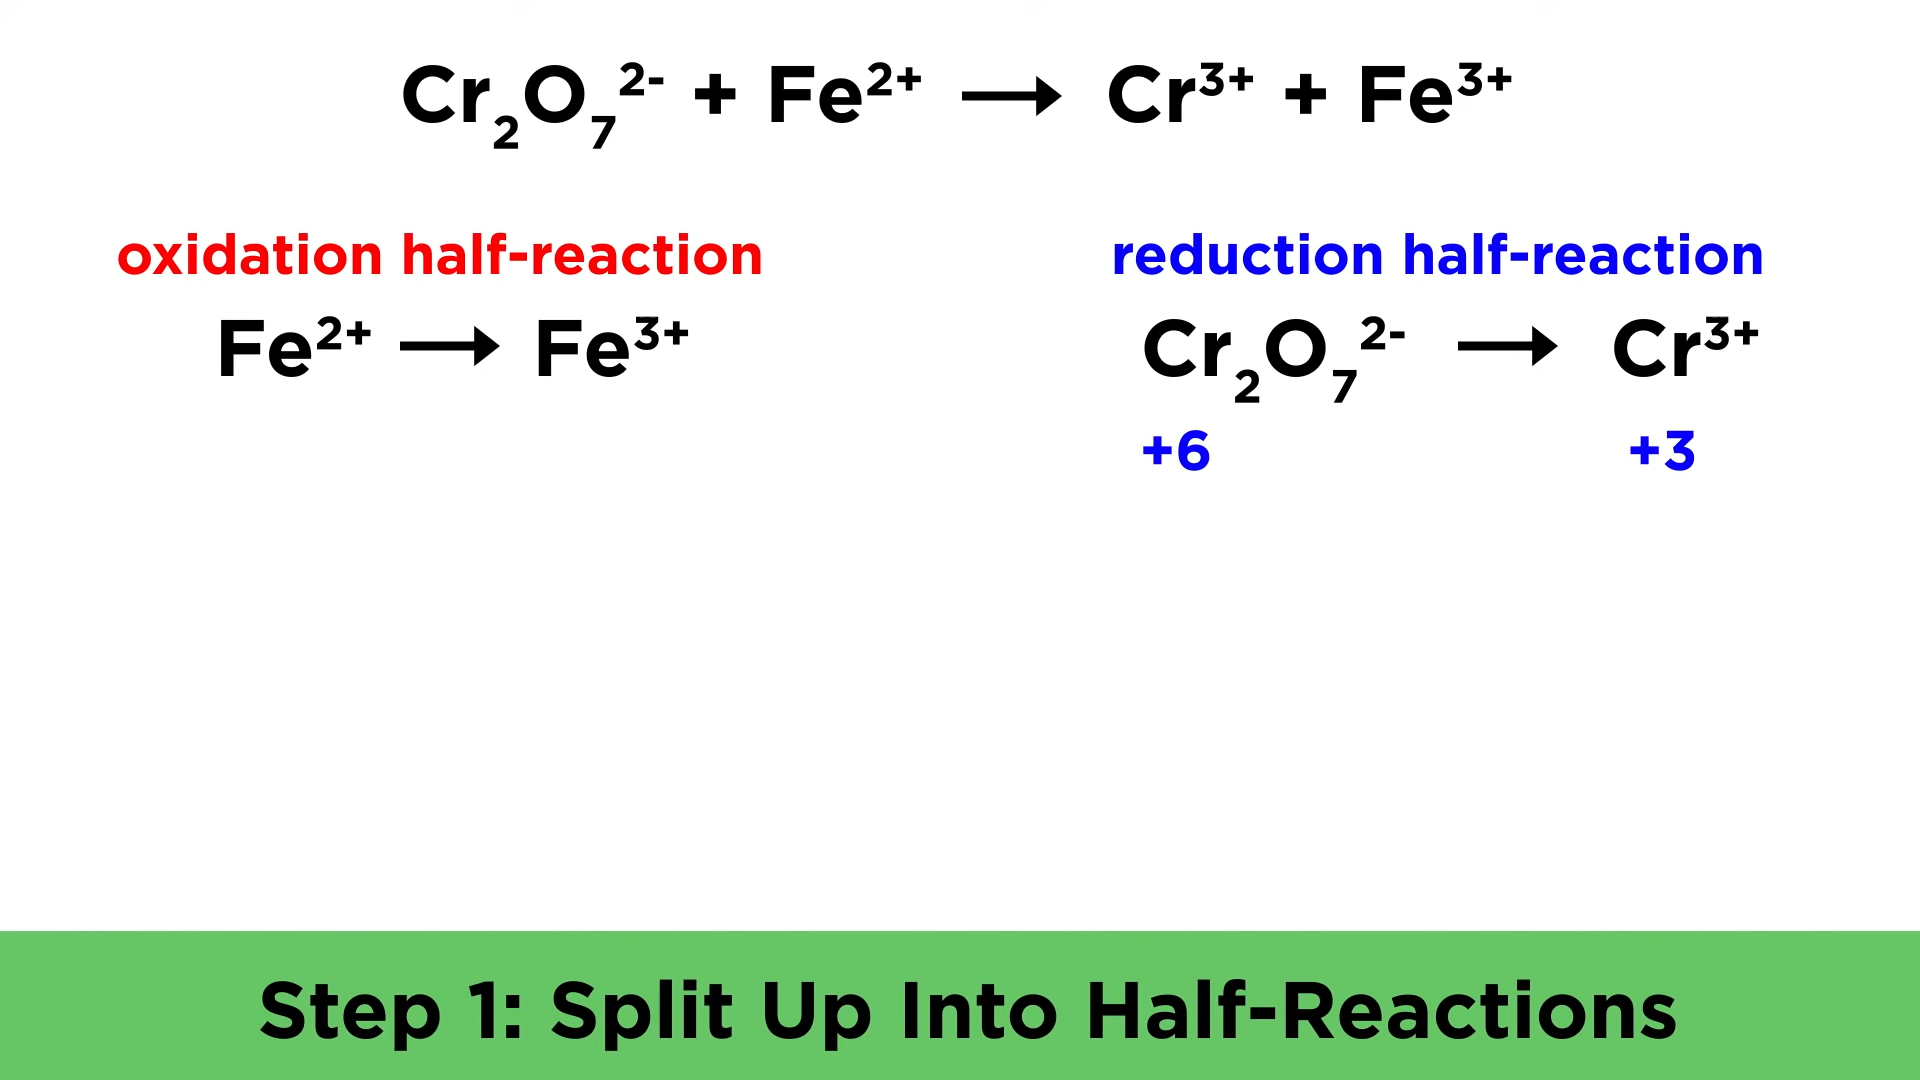 Cr₂O₇²⁻ + Fe²⁺ → Cr³⁺ + Fe³⁺
oxidation half-reaction
Fe²⁺ → Fe³⁺
reduction half-reaction
Cr₂O₇²⁻ → Cr³⁺
+6 +3
Step 1: Split Up Into Half-Reactions